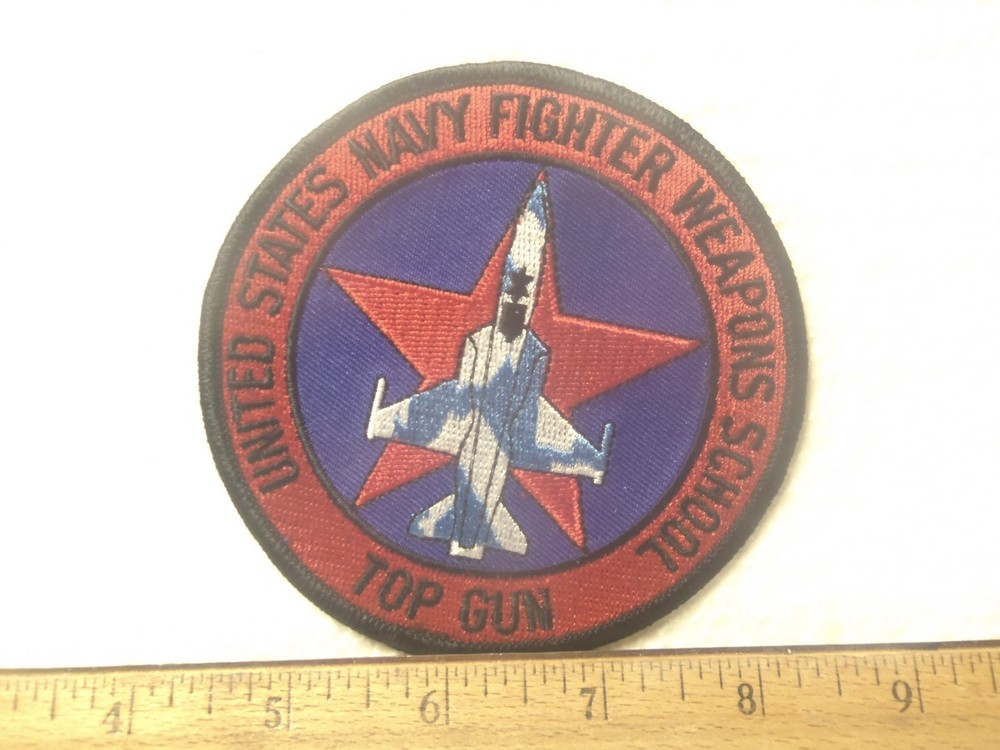 UNITED STATES NAVY FIGHTER WEAPONS SCHOOL
TOP GUN
4 5 6 7 8 9